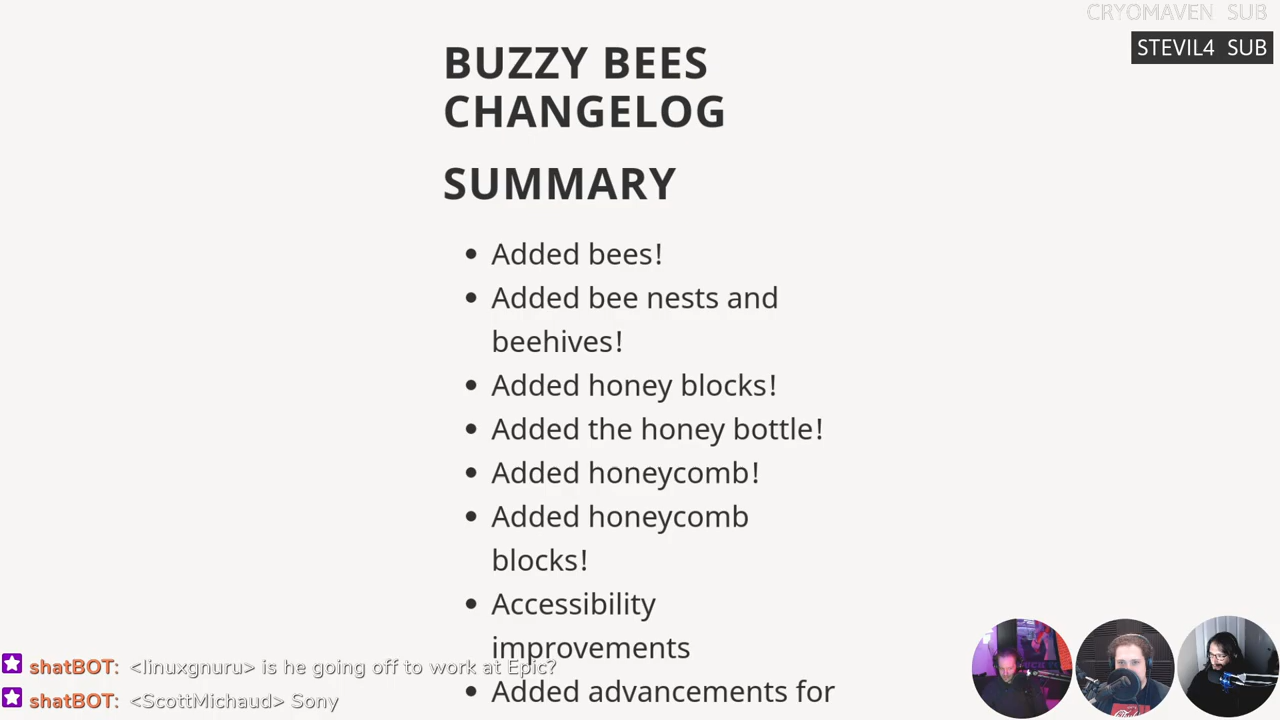 CRYOMAVEN SUB
STEVIL4 SUB
BUZZY BEES
CHANGELOG
SUMMARY
• Added bees!
• Added bee nests and
beehives!
• Added honey blocks!
• Added the honey bottle!
• Added honeycomb!
• Added honeycomb
blocks!
• Accessibility
improvements
• Added advancements for
shatBOT: <linuxgnuru> is he going off to work at Epic?
shatBOT: <ScottMichaud> Sony